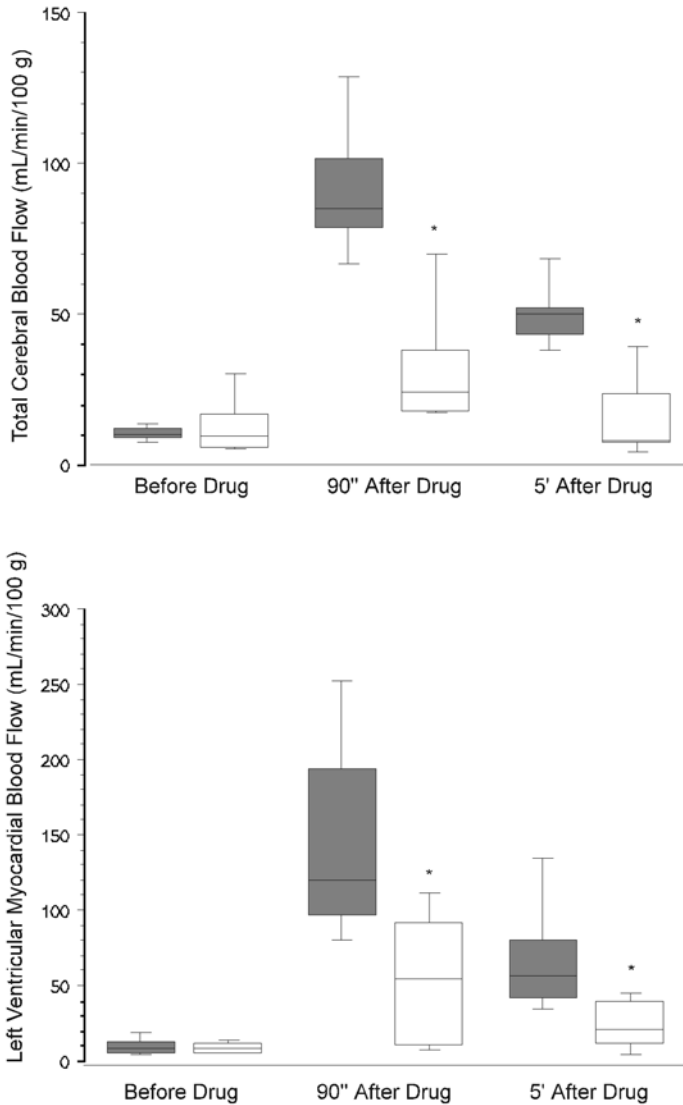 Total Cerebral Blood Flow (mL/min/100 g)
150
100
50
0
*
*
Before Drug
90" After Drug
5' After Drug
Left Ventricular Myocardial Blood Flow (mL/min/100 g)
300
250
200
150
100
50
0
*
*
Before Drug
90" After Drug
5' After Drug